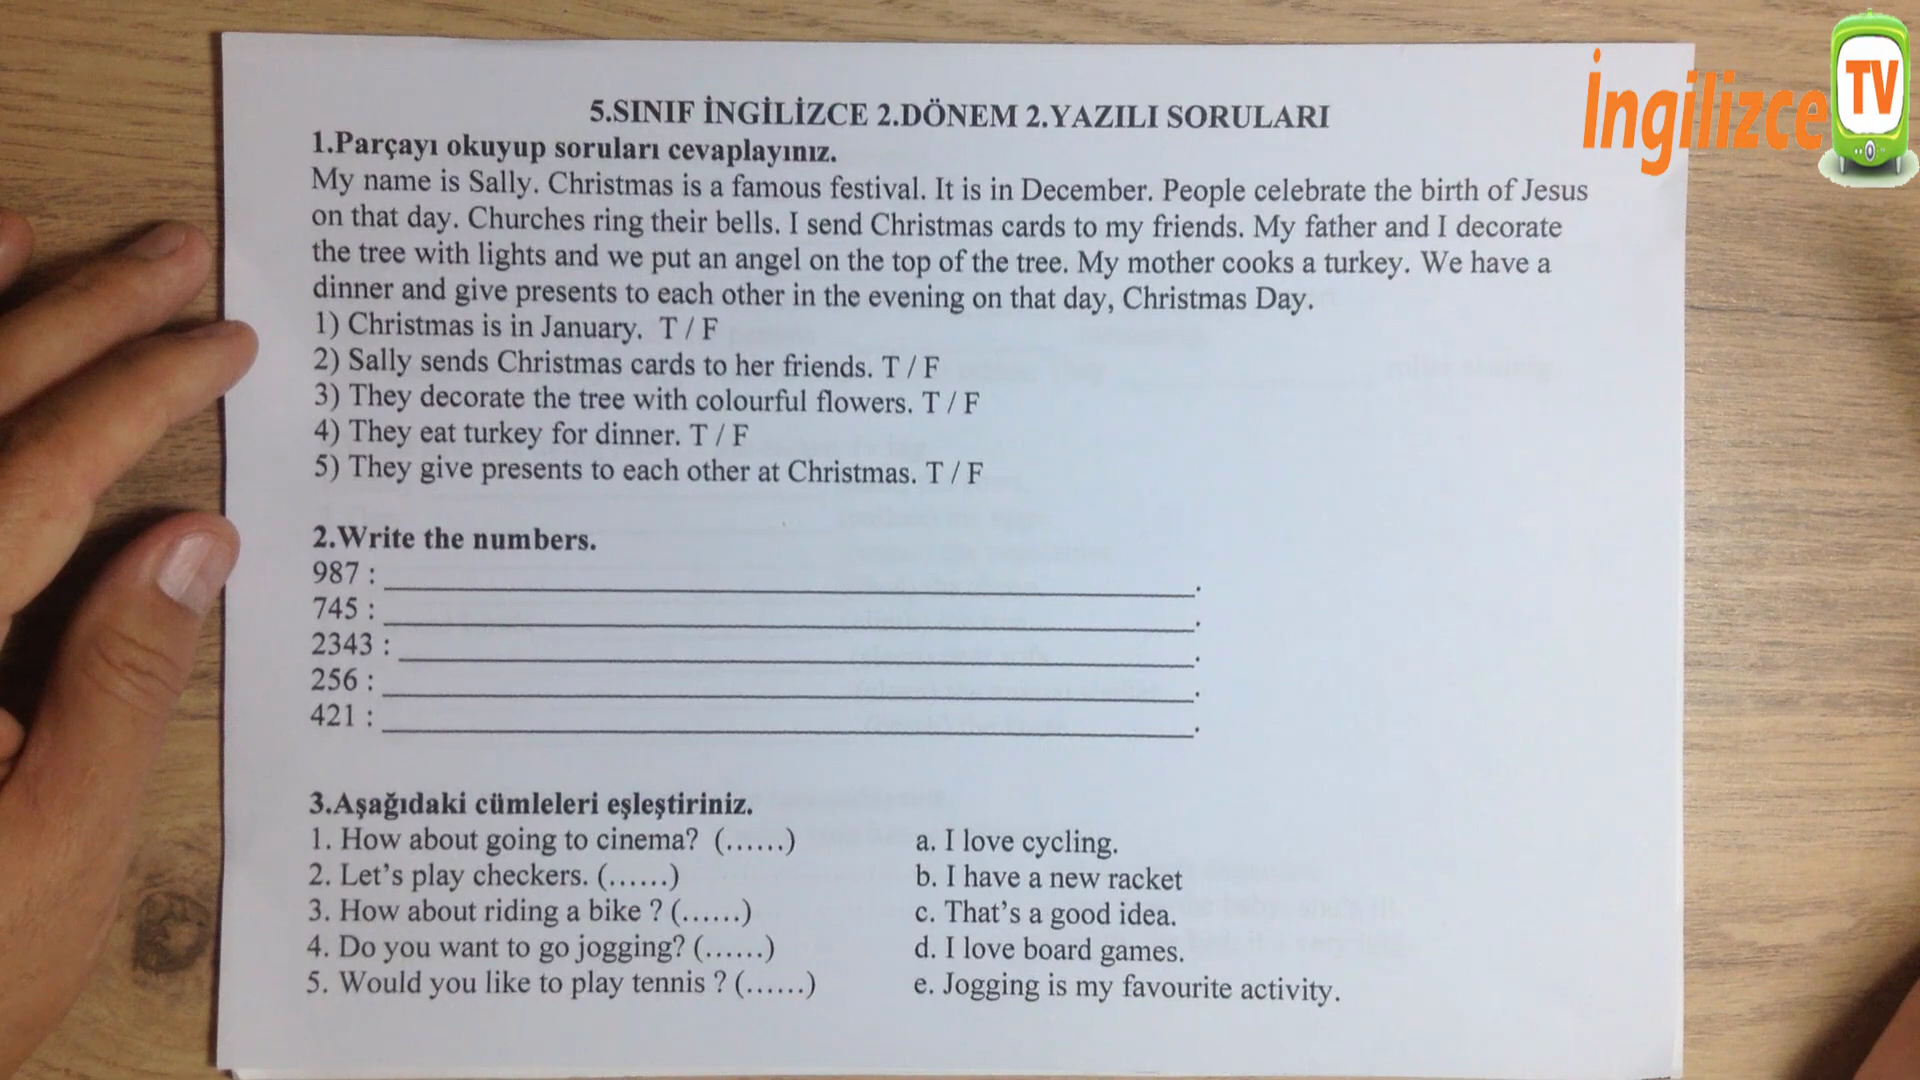 İngilizce TV
5.SINIF İNGİLİZCE 2.DÖNEM 2.YAZILI SORULARI
1.Parçayı okuyup soruları cevaplayınız.
My name is Sally. Christmas is a famous festival. It is in December. People celebrate the birth of Jesus
on that day. Churches ring their bells. I send Christmas cards to my friends. My father and I decorate
the tree with lights and we put an angel on the top of the tree. My mother cooks a turkey. We have a
dinner and give presents to each other in the evening on that day, Christmas Day.
1) Christmas is in January. T / F
2) Sally sends Christmas cards to her friends. T / F
3) They decorate the tree with colourful flowers. T / F
4) They eat turkey for dinner. T / F
5) They give presents to each other at Christmas. T / F
2.Write the numbers.
987 : ______________________________.
745 : ______________________________.
2343 : ______________________________.
256 : ______________________________.
421 : ______________________________.
3.Aşağıdaki cümleleri eşleştiriniz.
1. How about going to cinema? (......) a. I love cycling.
2. Let's play checkers. (......) b. I have a new racket
3. How about riding a bike ? (......) c. That's a good idea.
4. Do you want to go jogging? (......) d. I love board games.
5. Would you like to play tennis ? (......) e. Jogging is my favourite activity.